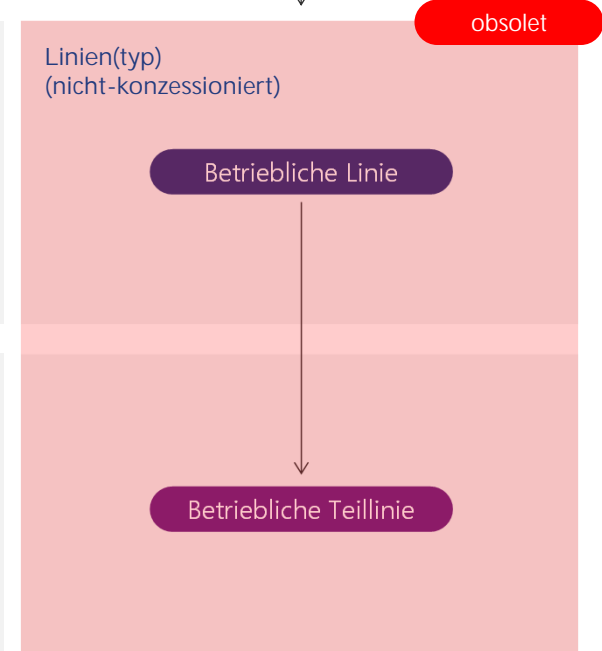 obsolet
Linien(typ)
(nicht-konzessioniert)
Betriebliche Linie
Betriebliche Teillinie